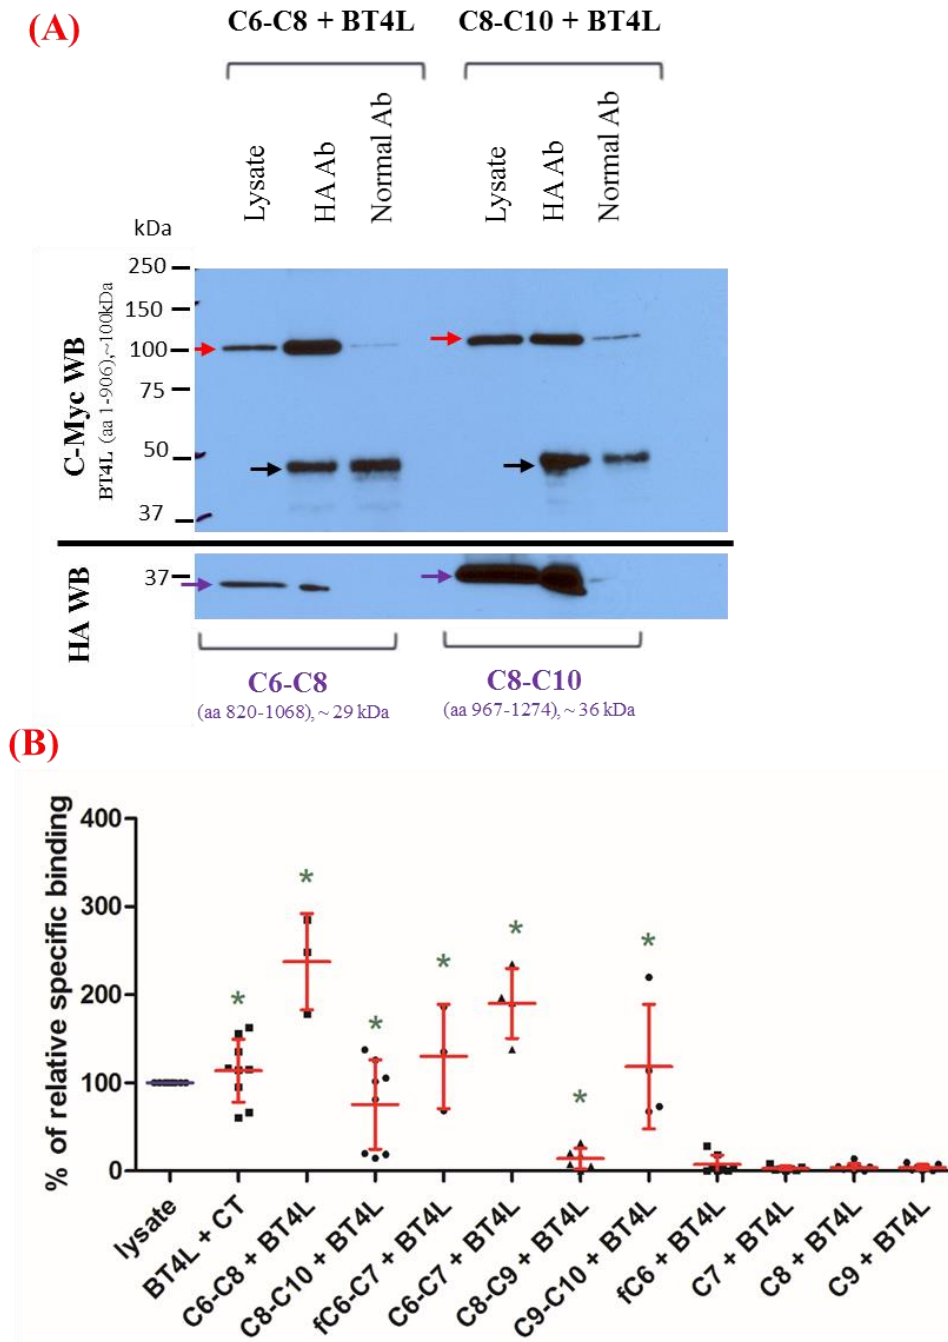 (A)
C6-C8 + BT4L
C8-C10 + BT4L
Lysate
HA Ab
Normal Ab
Lysate
HA Ab
Normal Ab
kDa
250
150
100
75
50
37
C-Myc WB
BT4L (aa 1-906),~100kDa
HA WB
37
C6-C8
(aa 820-1068), ~ 29 kDa
C8-C10
(aa 967-1274), ~ 36 kDa
(B)
% of relative specific binding
400
300
200
100
0
*
*
*
*
*
*
*
lysate
BT4L + CT
C6-C8 + BT4L
C8-C10 + BT4L
fC6-C7 + BT4L
C6-C7 + BT4L
C8-C9 + BT4L
C9-C10 + BT4L
fC6 + BT4L
C7 + BT4L
C8 + BT4L
C9 + BT4L